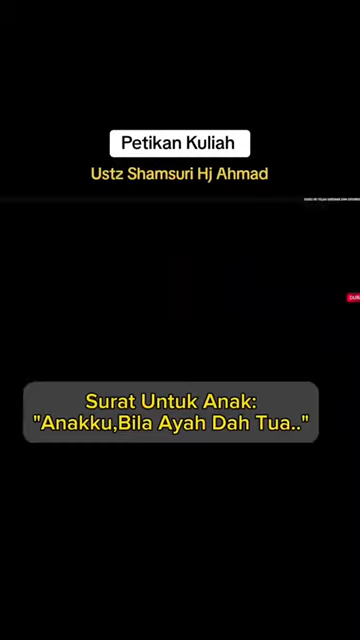 Petikan Kuliah
Ustz Shamsuri Hj Ahmad
Surat Untuk Anak:
"Anakku,Bila Ayah Dah Tua.."